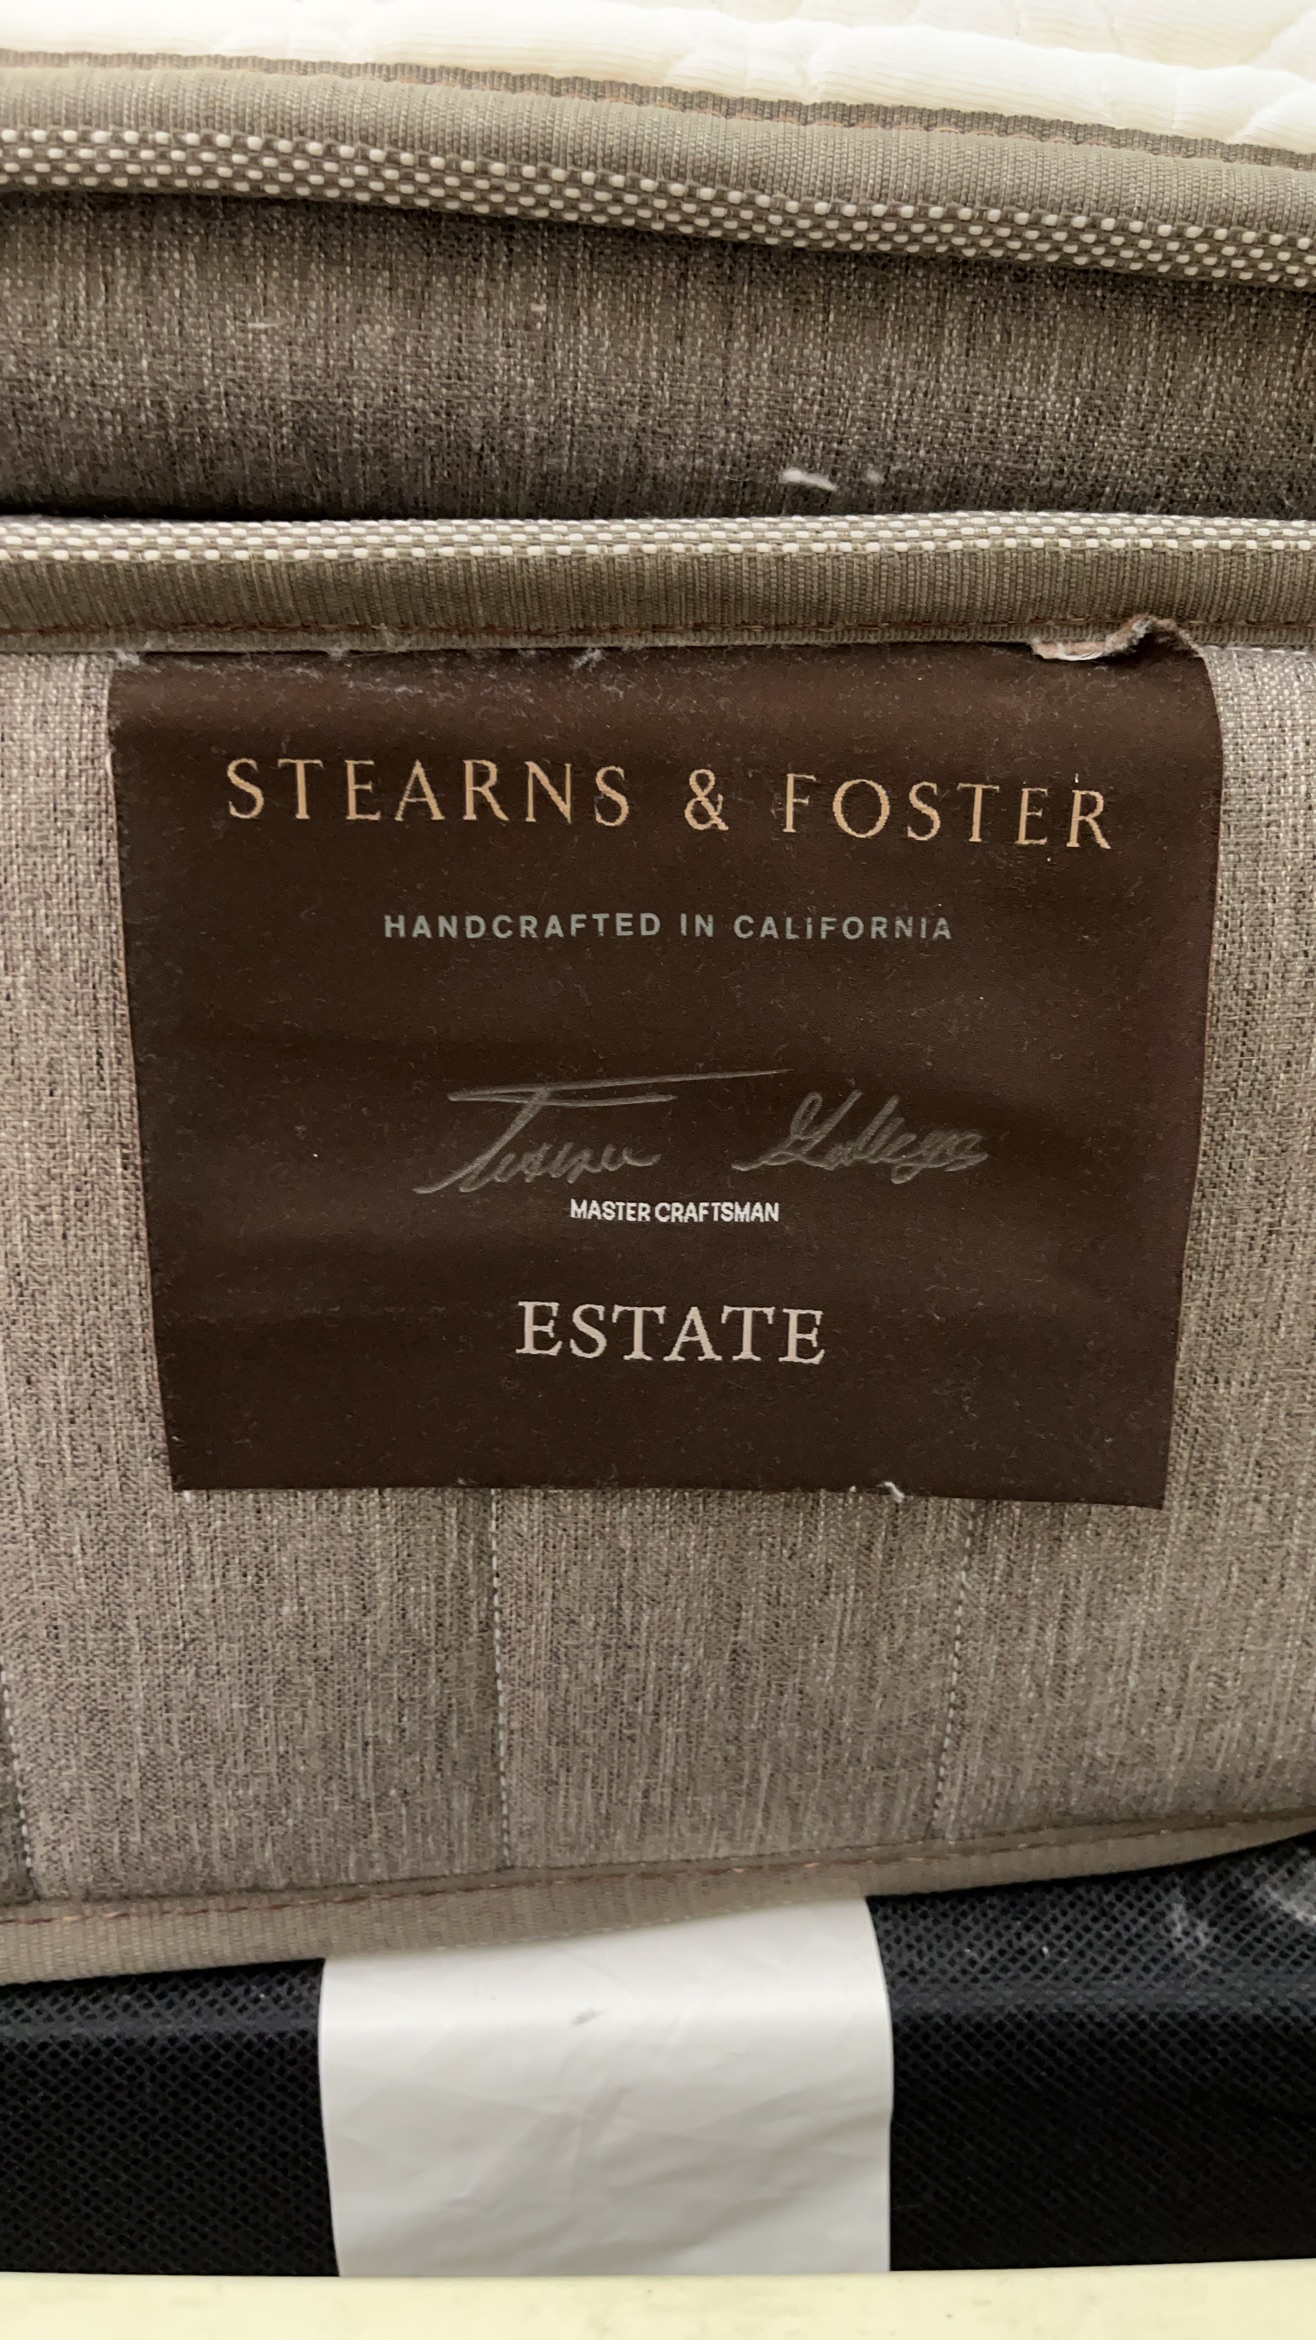 STEARNS & FOSTER
HANDCRAFTED IN CALiFORNIA
MASTER CRAFTSMAN
ESTATE